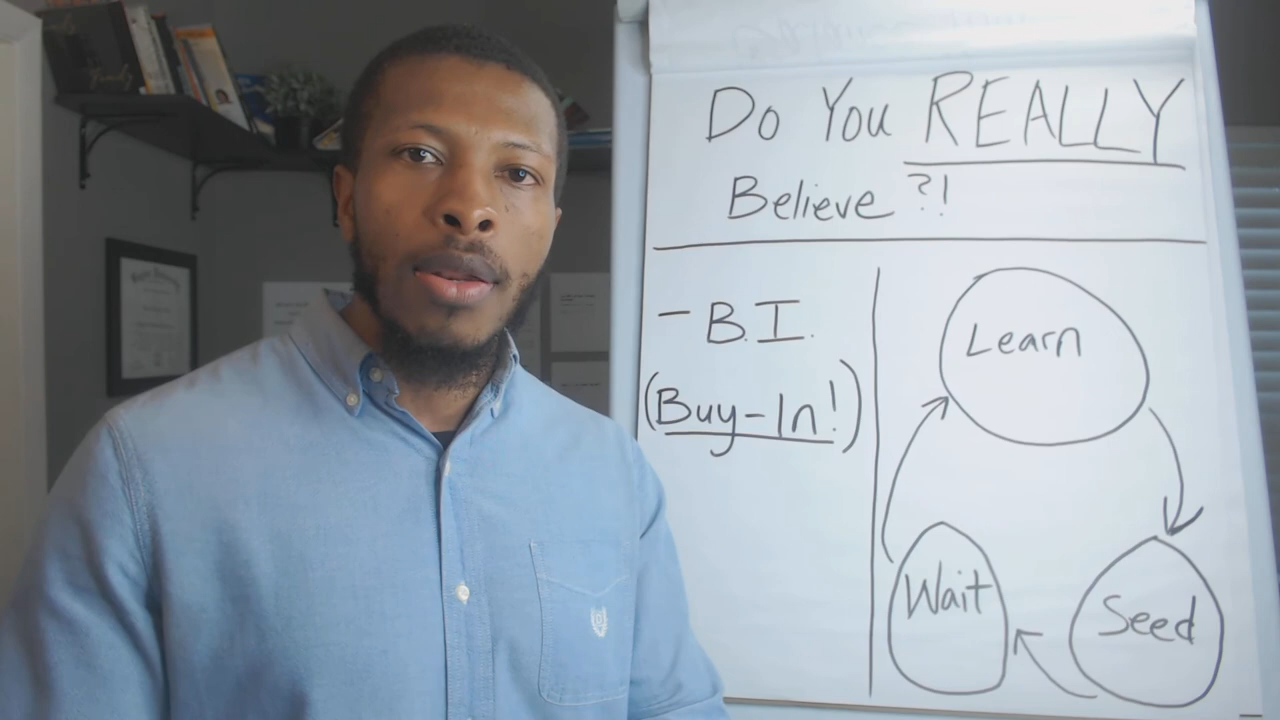 Do You REALLY
Believe ?!
- B.I.
(Buy-In!)
Learn
Seed
Wait